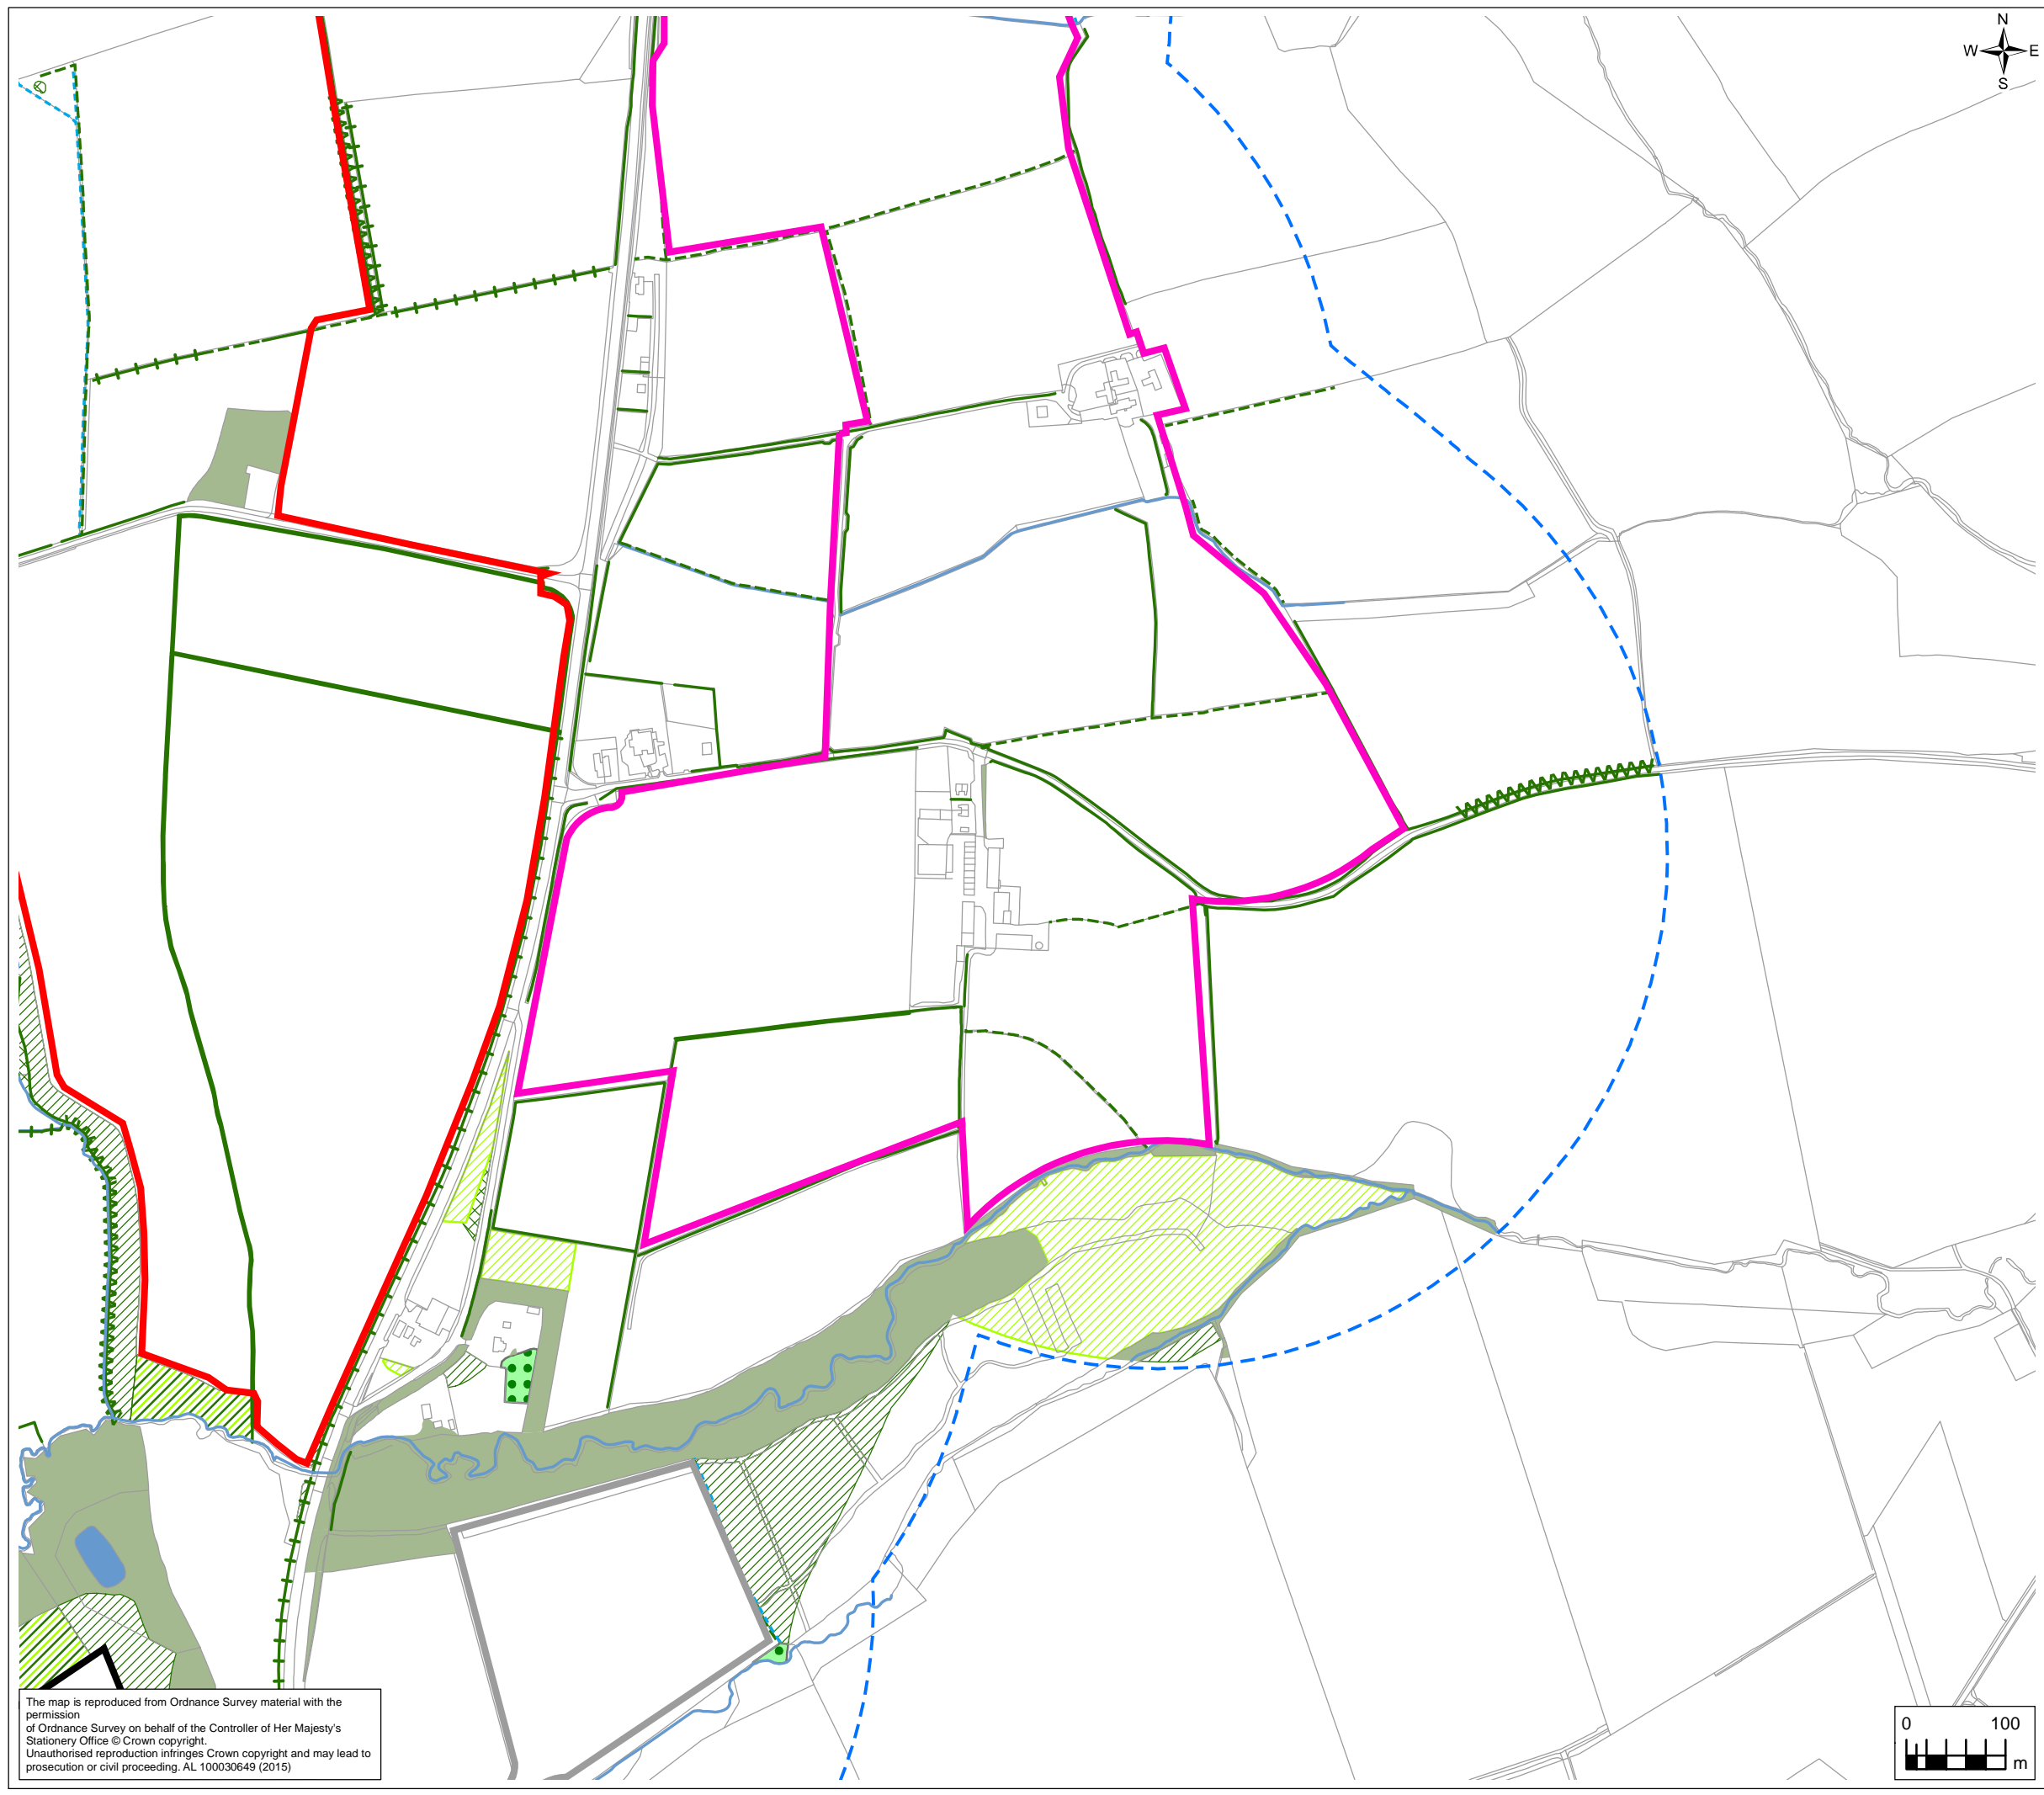 N
W E
S
The map is reproduced from Ordnance Survey material with the
permission
of Ordnance Survey on behalf of the Controller of Her Majesty's
Stationery Office © Crown copyright.
Unauthorised reproduction infringes Crown copyright and may lead to
prosecution or civil proceeding. AL 100030649 (2015)
0 100
m